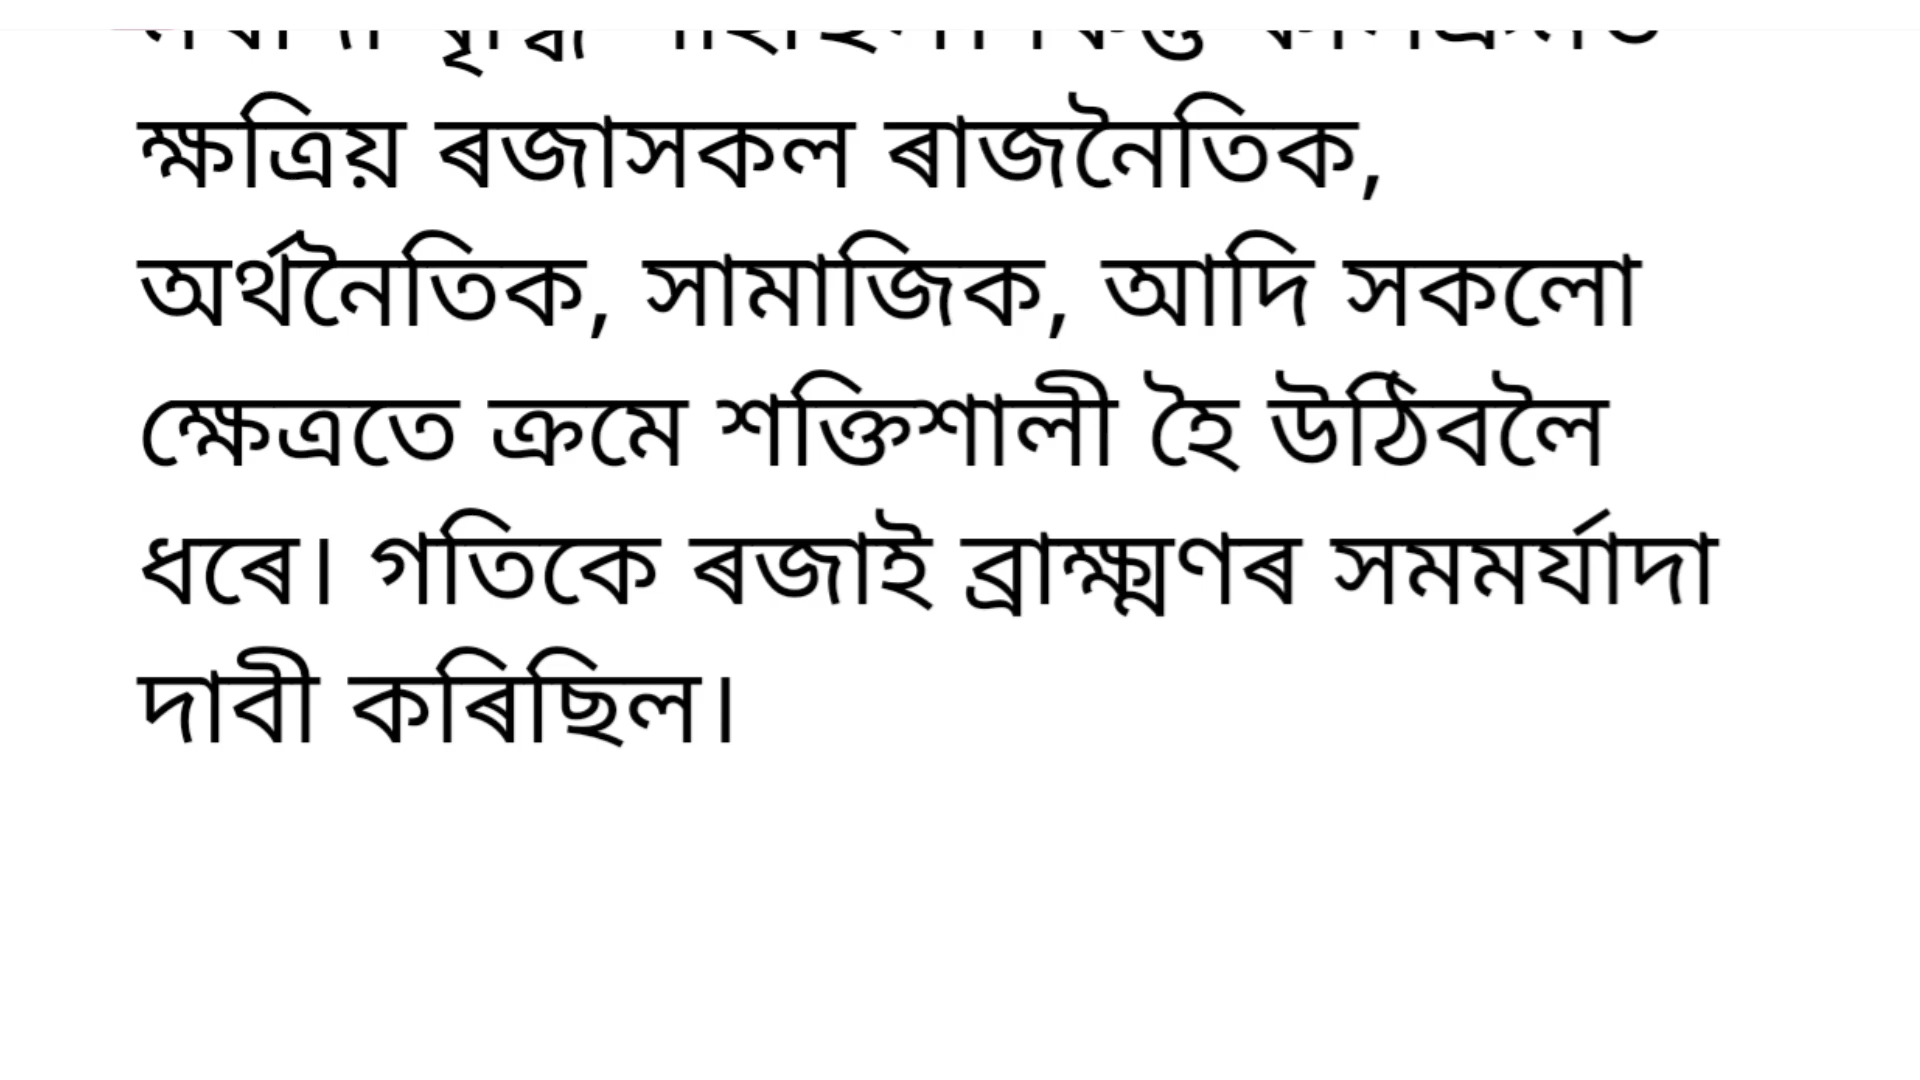 ক্ষত্ৰিয় ৰজাসকল ৰাজনৈতিক,
অৰ্থনৈতিক, সামাজিক, আদি সকলো
ক্ষেত্ৰতে ক্ৰমে শক্তিশালী হৈ উঠিবলৈ
ধৰে। গতিকে ৰজাই ব্ৰাক্ষ্মণৰ সমমৰ্যাদা
দাবী কৰিছিল।